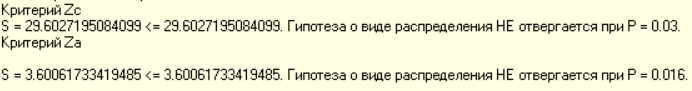 Критерий Zc
S = 29.6027195084099 <= 29.6027195084099. Гипотеза о виде распределения НЕ отвергается при P = 0.03.
Критерий Za
S = 3.60061733419485 <= 3.60061733419485. Гипотеза о виде распределения НЕ отвергается при P = 0.016.